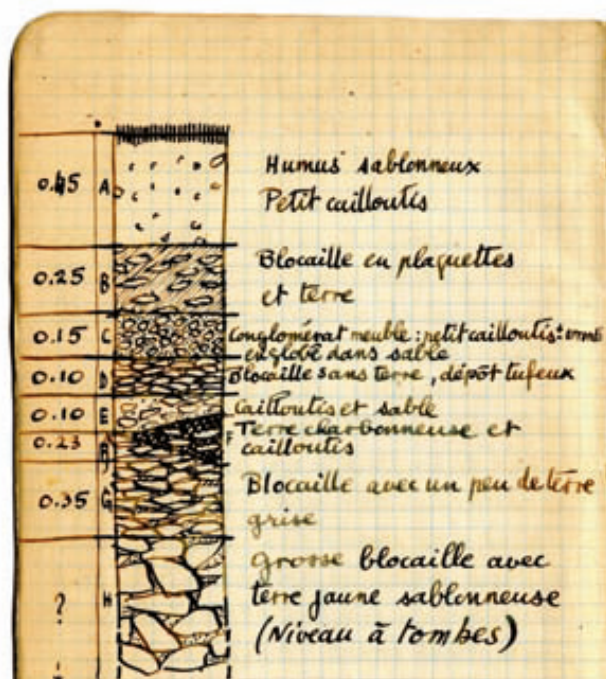 0.45 A Humus sablonneux
Petit cailloutis
0.25 B Blocaille en plaquettes
et terre
0.15 C Conglomérat meuble : petit cailloutis ±
englobé dans sable
0.10 D Blocaille sans terre, dépôt tufeux
0.10 E Cailloutis et sable
0.23 F Terre charbonneuse et
cailloutis
0.35 G Blocaille avec un peu de terre
grise
? H grosse blocaille avec
terre jaune sablonneuse
(Niveau à tombes)